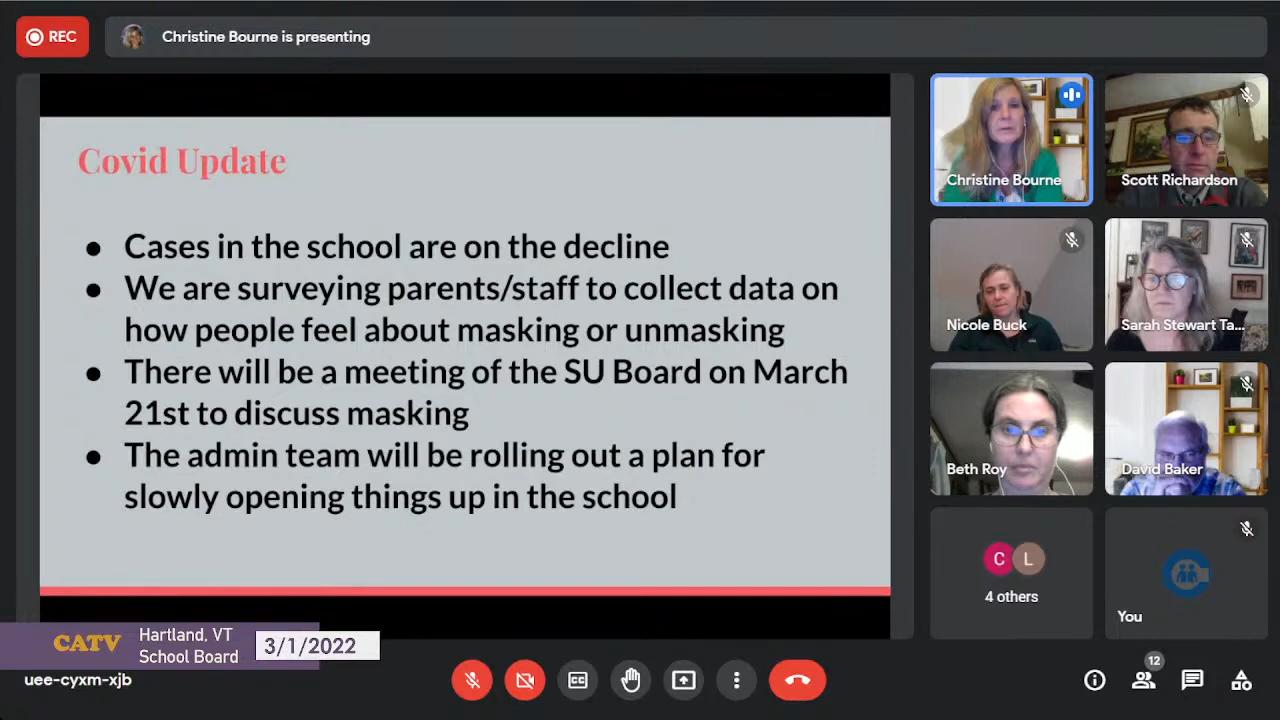 REC
Christine Bourne is presenting
Covid Update
● Cases in the school are on the decline
● We are surveying parents/staff to collect data on
how people feel about masking or unmasking
● There will be a meeting of the SU Board on March
21st to discuss masking
● The admin team will be rolling out a plan for
slowly opening things up in the school
Christine Bourne
Scott Richardson
Nicole Buck
Sarah Stewart Ta...
Beth Roy
David Baker
C L
4 others
You
CATV
Hartland, VT
School Board
3/1/2022
uee-cyxm-xjb
CC
12